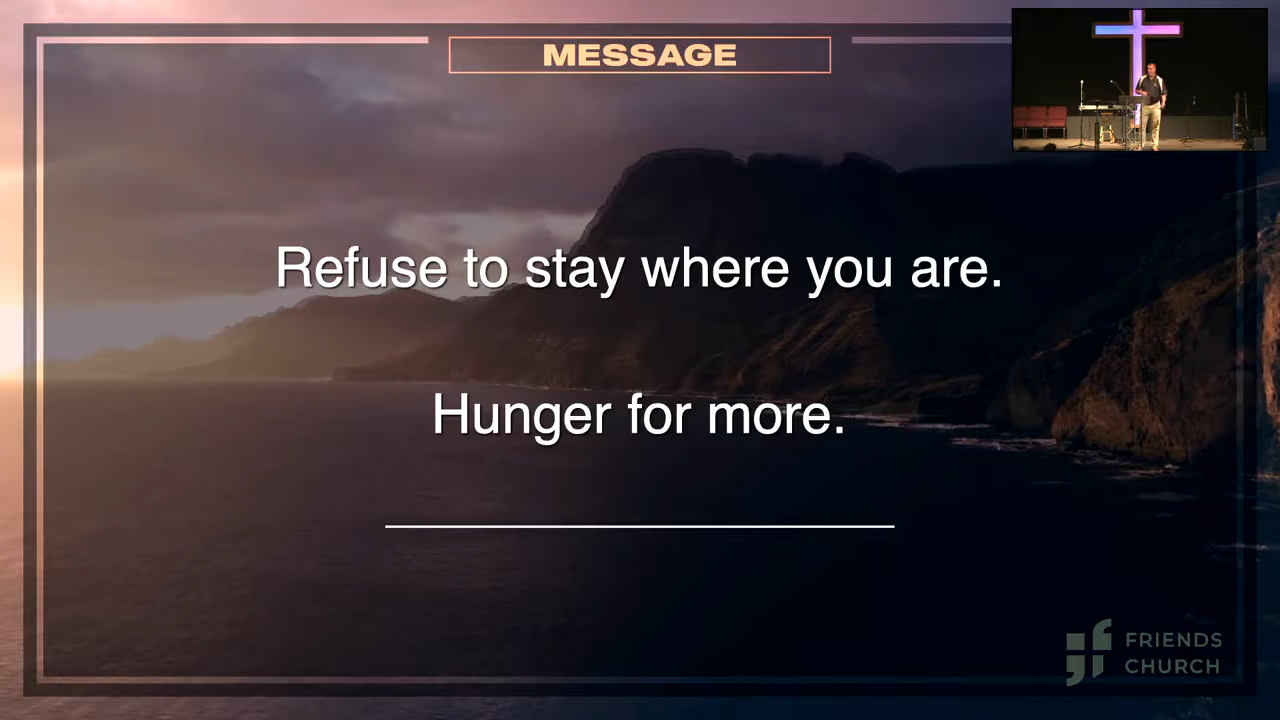 MESSAGE
Refuse to stay where you are.
Hunger for more.
FRIENDS
CHURCH